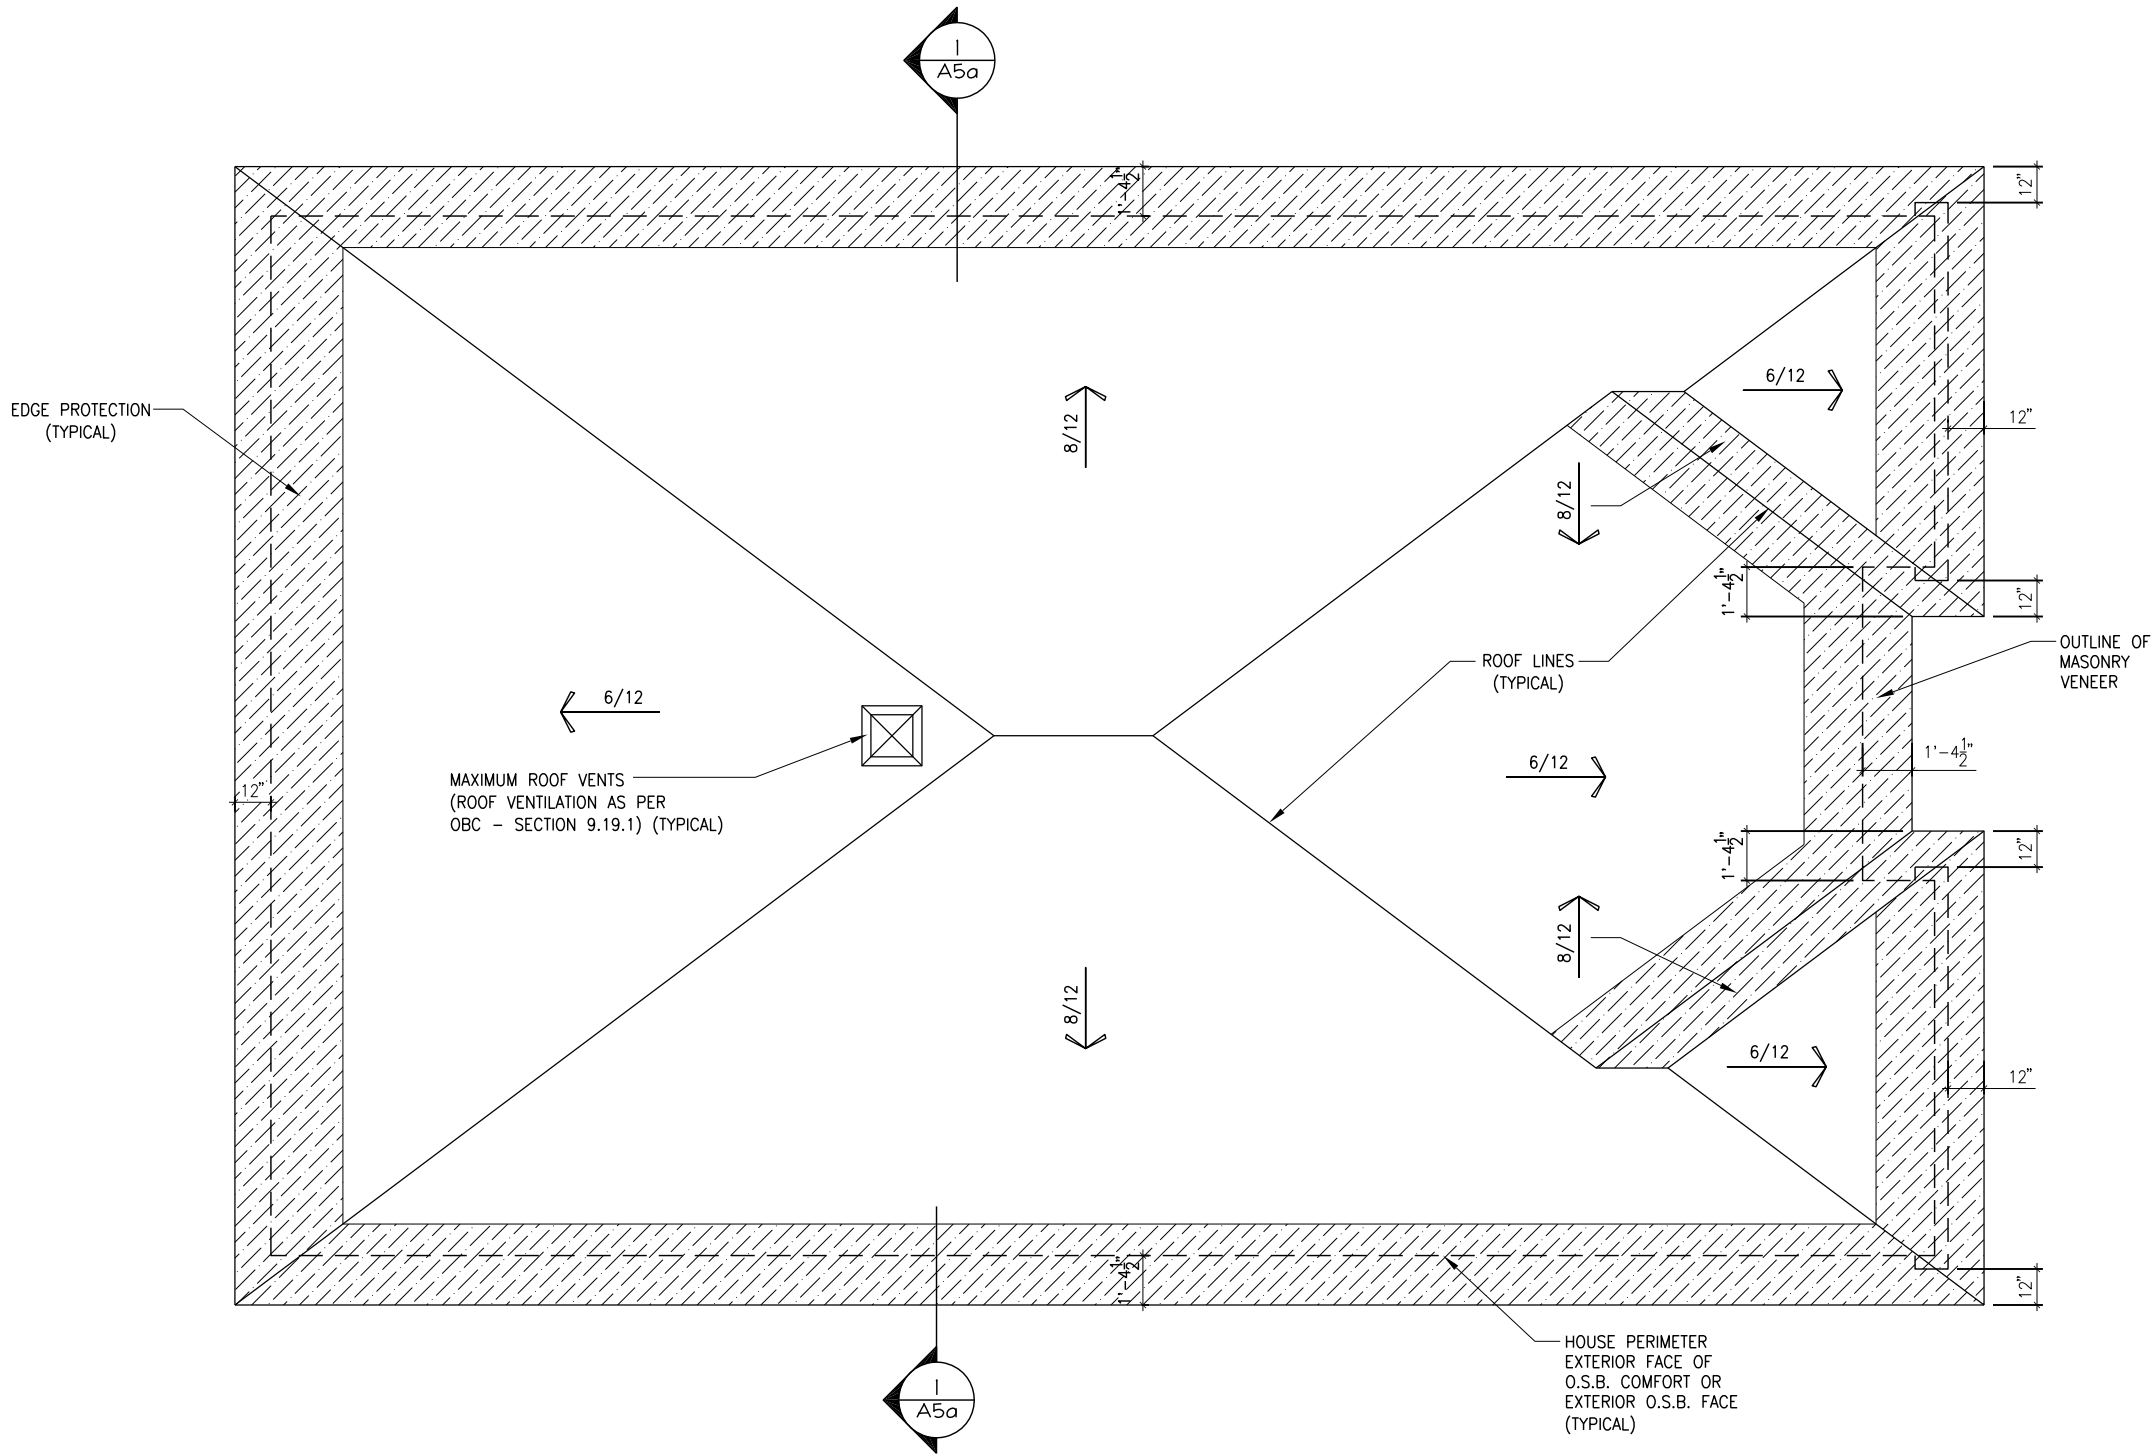 1
A5a
1'-4½"
12"
EDGE PROTECTION
(TYPICAL)
8/12
6/12
12"
8/12
1'-4½"
12"
ROOF LINES
(TYPICAL)
OUTLINE OF
MASONRY
VENEER
6/12
MAXIMUM ROOF VENTS
(ROOF VENTILATION AS PER
OBC - SECTION 9.19.1) (TYPICAL)
12"
6/12
1'-4½"
1'-4½"
12"
8/12
8/12
6/12
12"
1'-4½"
12"
HOUSE PERIMETER
EXTERIOR FACE OF
O.S.B. COMFORT OR
EXTERIOR O.S.B. FACE
(TYPICAL)
1
A5a